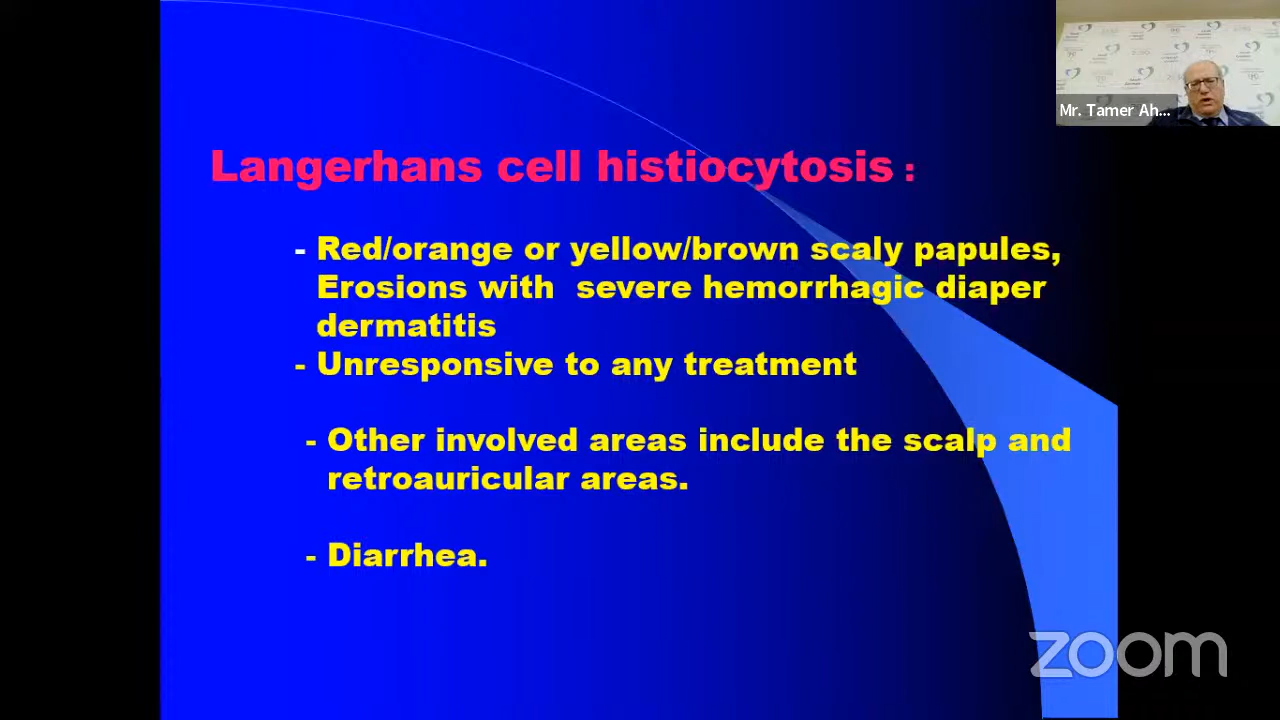 Mr. Tamer Ah...
Langerhans cell histiocytosis :
- Red/orange or yellow/brown scaly papules,
Erosions with severe hemorrhagic diaper
dermatitis
- Unresponsive to any treatment
- Other involved areas include the scalp and
retroauricular areas.
- Diarrhea.
zoom